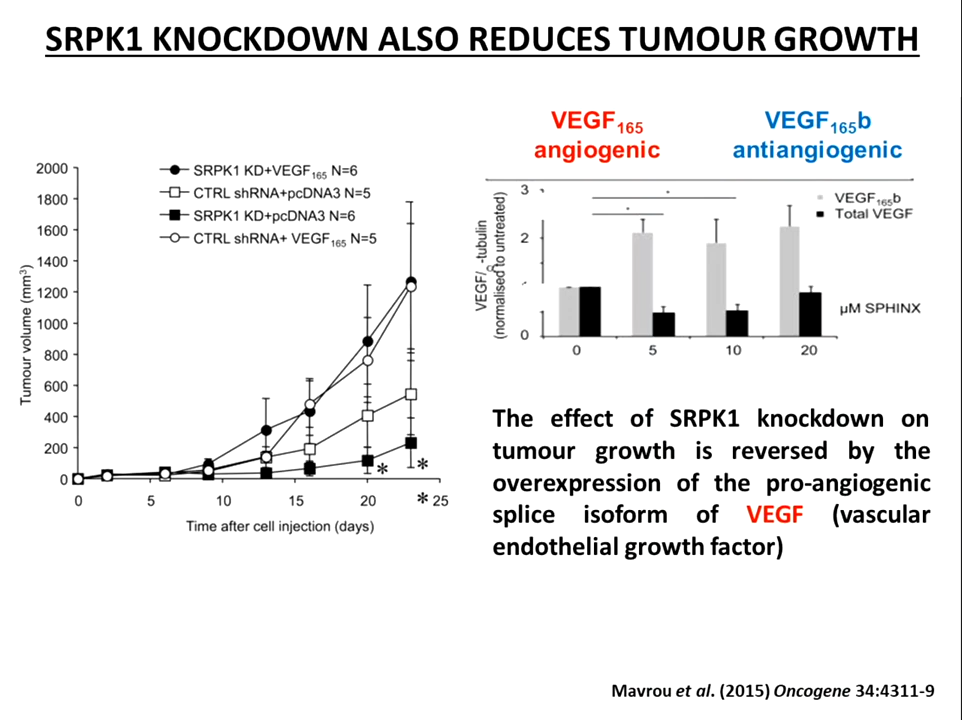 SRPK1 KNOCKDOWN ALSO REDUCES TUMOUR GROWTH
VEGF165
angiogenic
VEGF165b
antiangiogenic
2000
1800
1600
1400
1200
1000
800
600
400
200
0
Tumour volume (mm3)
SRPK1 KD+VEGF165 N=6
CTRL shRNA+pcDNA3 N=5
SRPK1 KD+pcDNA3 N=6
CTRL shRNA+ VEGF165 N=5
*
*
*
0 5 10 15 20 25
Time after cell injection (days)
3
2
0
VEGF/ -tubulin
(normalised to untreated)
* 
*
VEGF165b
Total VEGF
µM SPHINX
0 5 10 20
The effect of SRPK1 knockdown on
tumour growth is reversed by the
overexpression of the pro-angiogenic
splice isoform of VEGF (vascular
endothelial growth factor)
Mavrou et al. (2015) Oncogene 34:4311-9